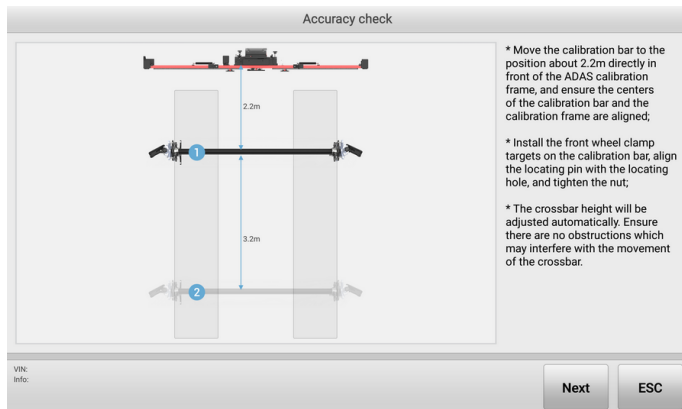 Accuracy check
2.2m
1
3.2m
2
* Move the calibration bar to the
position about 2.2m directly in
front of the ADAS calibration
frame, and ensure the centers
of the calibration bar and the
calibration frame are aligned;
* Install the front wheel clamp
targets on the calibration bar, align
the locating pin with the locating
hole, and tighten the nut;
* The crossbar height will be
adjusted automatically. Ensure
there are no obstructions which
may interfere with the movement
of the crossbar.
VIN:
Info:
Next
ESC